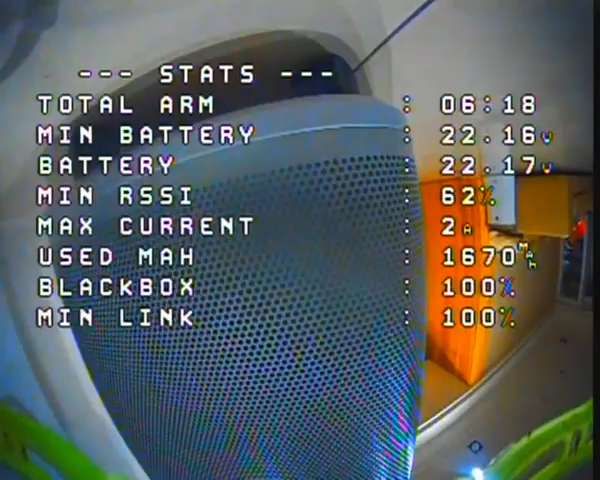 --- STATS ---
TOTAL ARM : 06:18
MIN BATTERY : 22.16V
BATTERY : 22.17V
MIN RSSI : 62%
MAX CURRENT : 2A
USED MAH : 1670MAH
BLACKBOX : 100%
MIN LINK : 100%